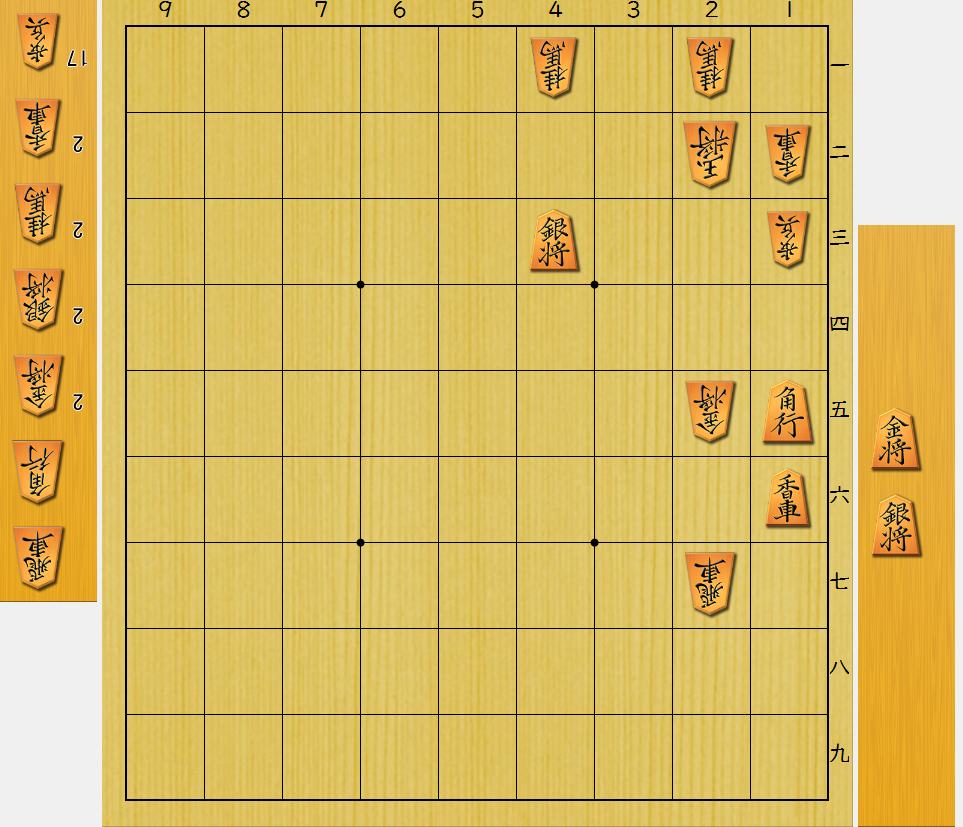 9 8 7 6 5 4 3 2 1
歩兵 17
香車 2
桂馬 2
銀将 2
金将 2
角行
飛車
桂馬 桂馬 一
玉将 香車 二
銀将 歩兵 三
四
金将 角行 五
香車 六
飛車 七
八
九
金将
銀将